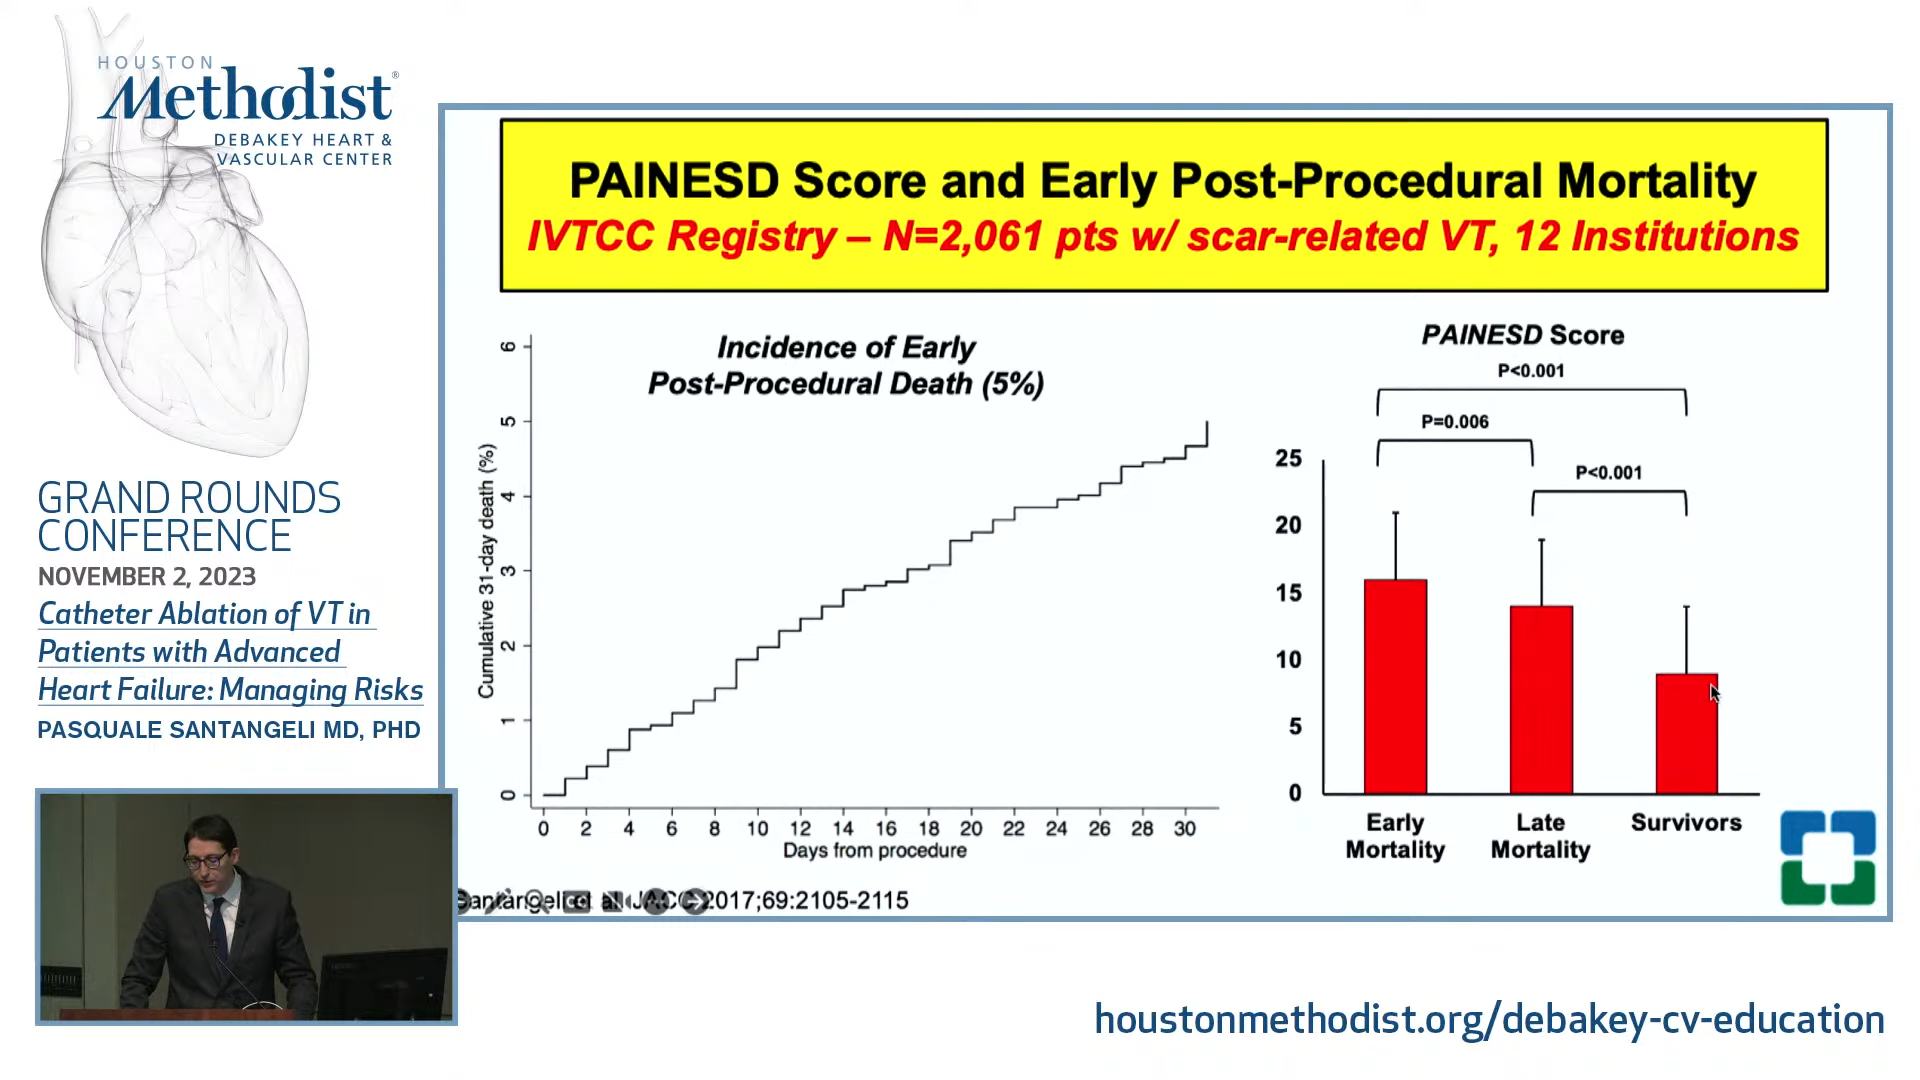 HOUSTON
Methodist®
DEBAKEY HEART &
VASCULAR CENTER
GRAND ROUNDS
CONFERENCE
NOVEMBER 2, 2023
Catheter Ablation of VT in
Patients with Advanced
Heart Failure: Managing Risks
PASQUALE SANTANGELI MD, PHD
PAINESD Score and Early Post-Procedural Mortality
IVTCC Registry – N=2,061 pts w/ scar-related VT, 12 Institutions
Incidence of Early
Post-Procedural Death (5%)
Cumulative 31-day death (%)
6
5
4
3
2
1
0
0 2 4 6 8 10 12 14 16 18 20 22 24 26 28 30
Days from procedure
PAINESD Score
P<0.001
P=0.006
P<0.001
25
20
15
10
5
0
Early
Mortality
Late
Mortality
Survivors
Santangeli et al. JACC 2017;69:2105-2115
houstonmethodist.org/debakey-cv-education